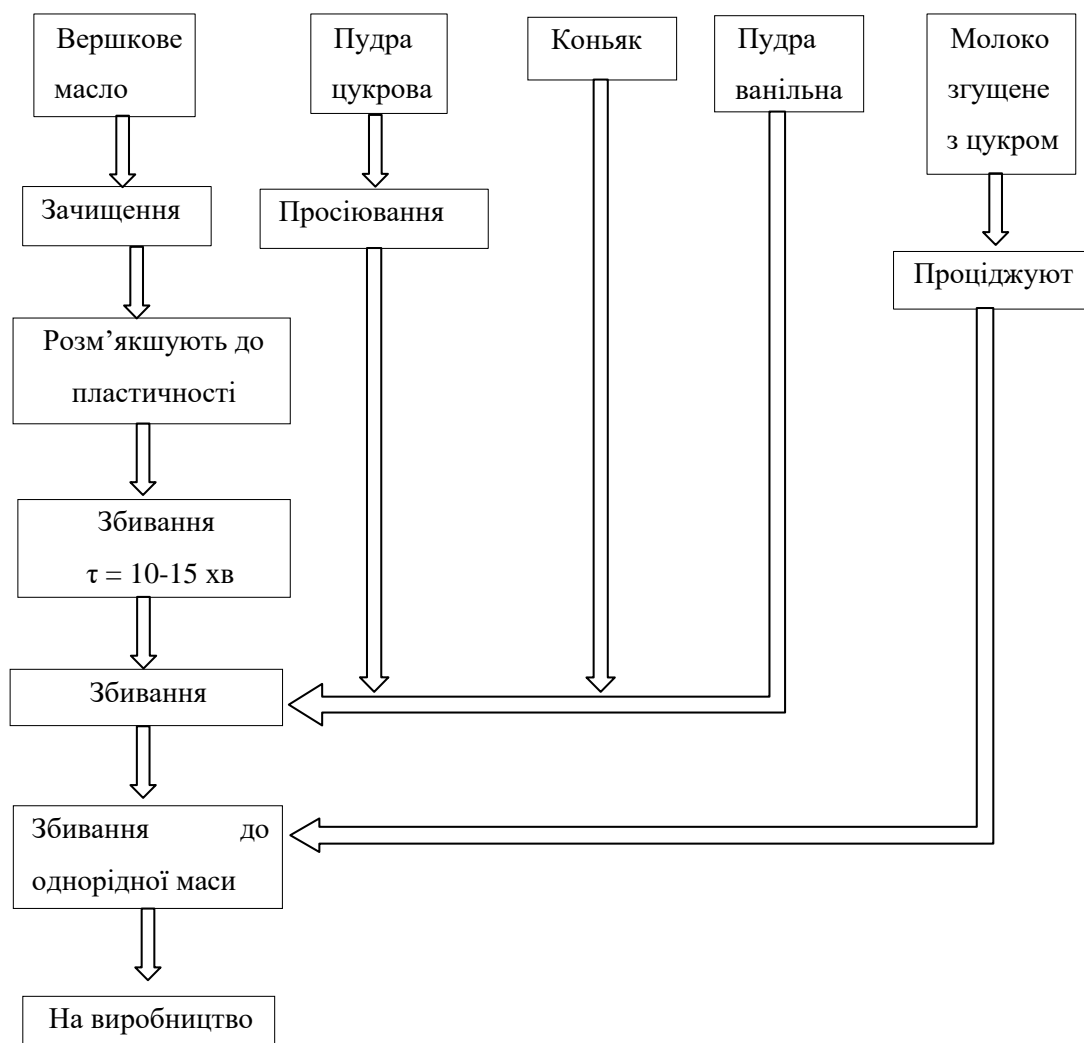 Вершкове
масло
Пудра
цукрова
Коньяк
Пудра
ванільна
Молоко
згущене
з цукром
Зачищення
Просіювання
Проціджуют
Розм’якшують до
пластичності
Збивання
τ = 10-15 хв
Збивання
Збивання до
однорідної маси
На виробництво